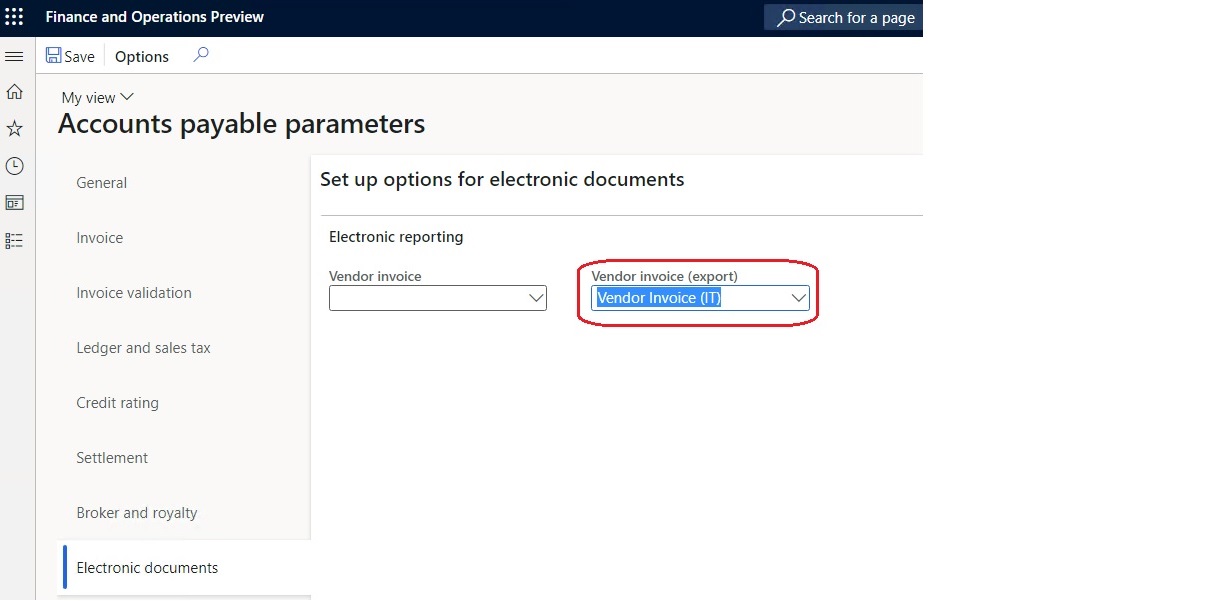 Finance and Operations Preview
Search for a page
Save
Options
My view
Accounts payable parameters
General
Invoice
Invoice validation
Ledger and sales tax
Credit rating
Settlement
Broker and royalty
Electronic documents
Set up options for electronic documents
Electronic reporting
Vendor invoice
Vendor invoice (export)
Vendor Invoice (IT)